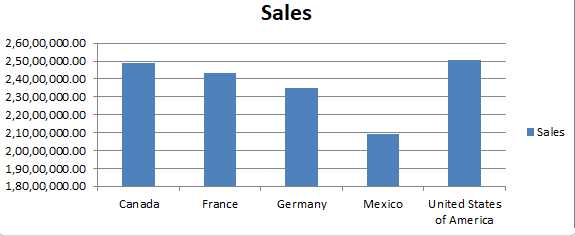 Sales
2,60,00,000.00
2,50,00,000.00
2,40,00,000.00
2,30,00,000.00
2,20,00,000.00
2,10,00,000.00
2,00,00,000.00
1,90,00,000.00
1,80,00,000.00
Canada
France
Germany
Mexico
United States
of America
Sales